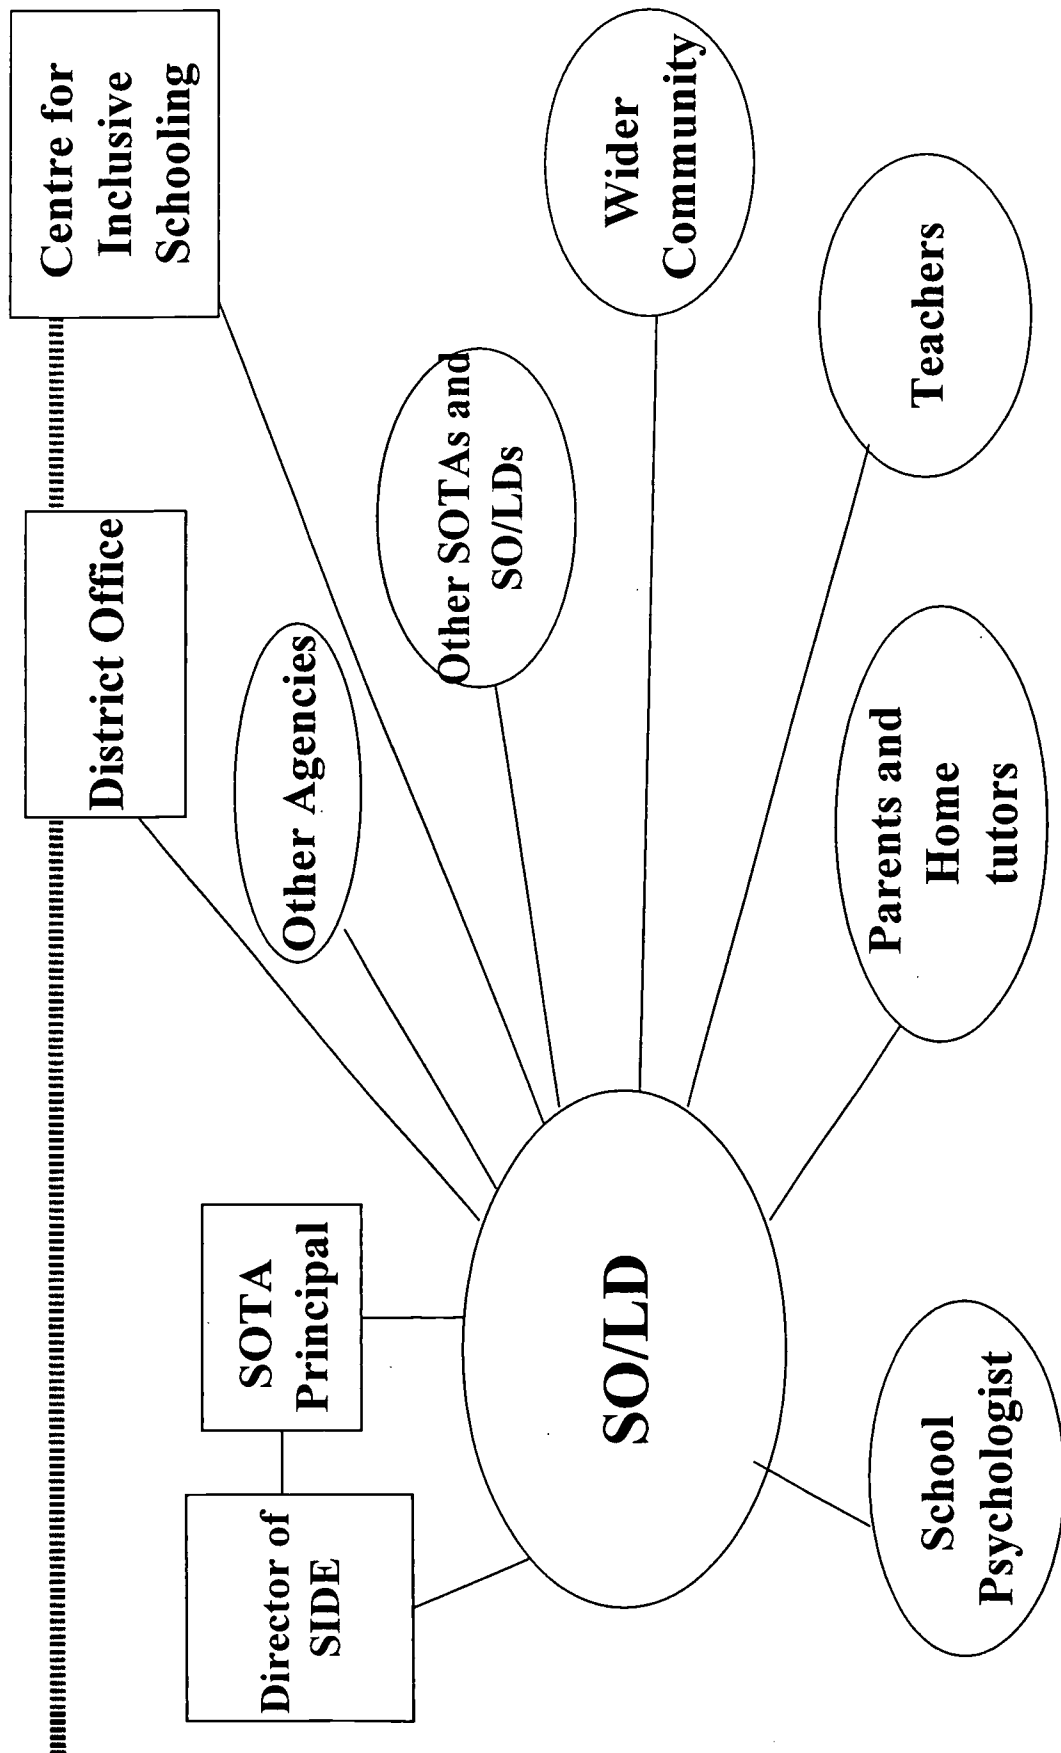 Centre for
Inclusive
Schooling
District Office
Other Agencies
Other SOTAs and
SO/LDs
Wider
Community
SOTA
Principal
Director of
SIDE
SO/LD
Teachers
Parents and
Home
tutors
School
Psychologist